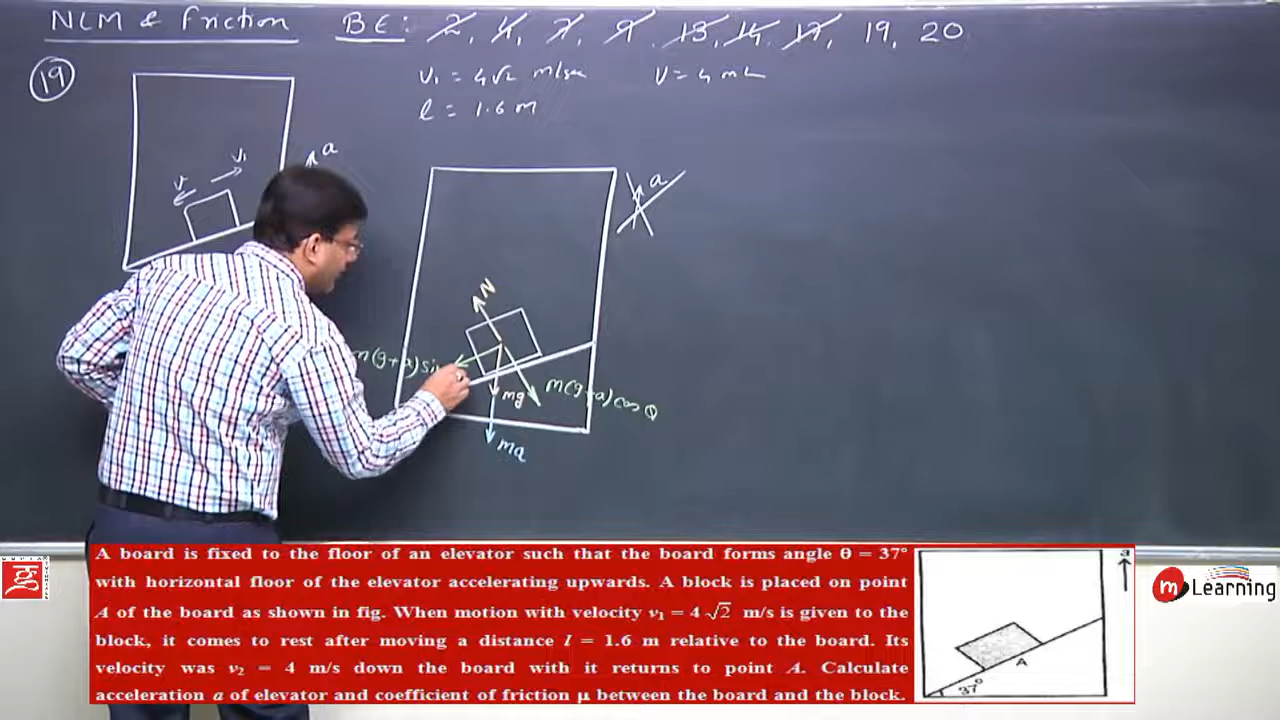 NLM & Friction BE: 2, 4, 7, 9, 13, 14, 17, 19, 20
19
v₁ = 4√2 m/sec v = 4 m/s
l = 1.6 m
a
v₁
v
a
N
m(g+a) sin
mg
m(g+a) cos θ
ma
A board is fixed to the floor of an elevator such that the board forms angle θ = 37°
with horizontal floor of the elevator accelerating upwards. A block is placed on point
A of the board as shown in fig. When motion with velocity v₁ = 4√2 m/s is given to the
block, it comes to rest after moving a distance l = 1.6 m relative to the board. Its
velocity was v₂ = 4 m/s down the board with it returns to point A. Calculate
acceleration a of elevator and coefficient of friction μ between the board and the block.
a
A
37°
m Learning